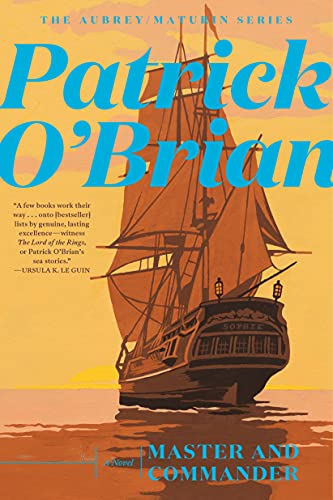 THE AUBREY/MATURIN SERIES
Patrick
O’Brian
“A few books work their
way . . . onto [bestseller]
lists by genuine, lasting
excellence—witness
The Lord of the Rings,
or Patrick O’Brian’s
sea stories.”
—URSULA K. LE GUIN
SOPHIE
a Novel
MASTER AND
COMMANDER